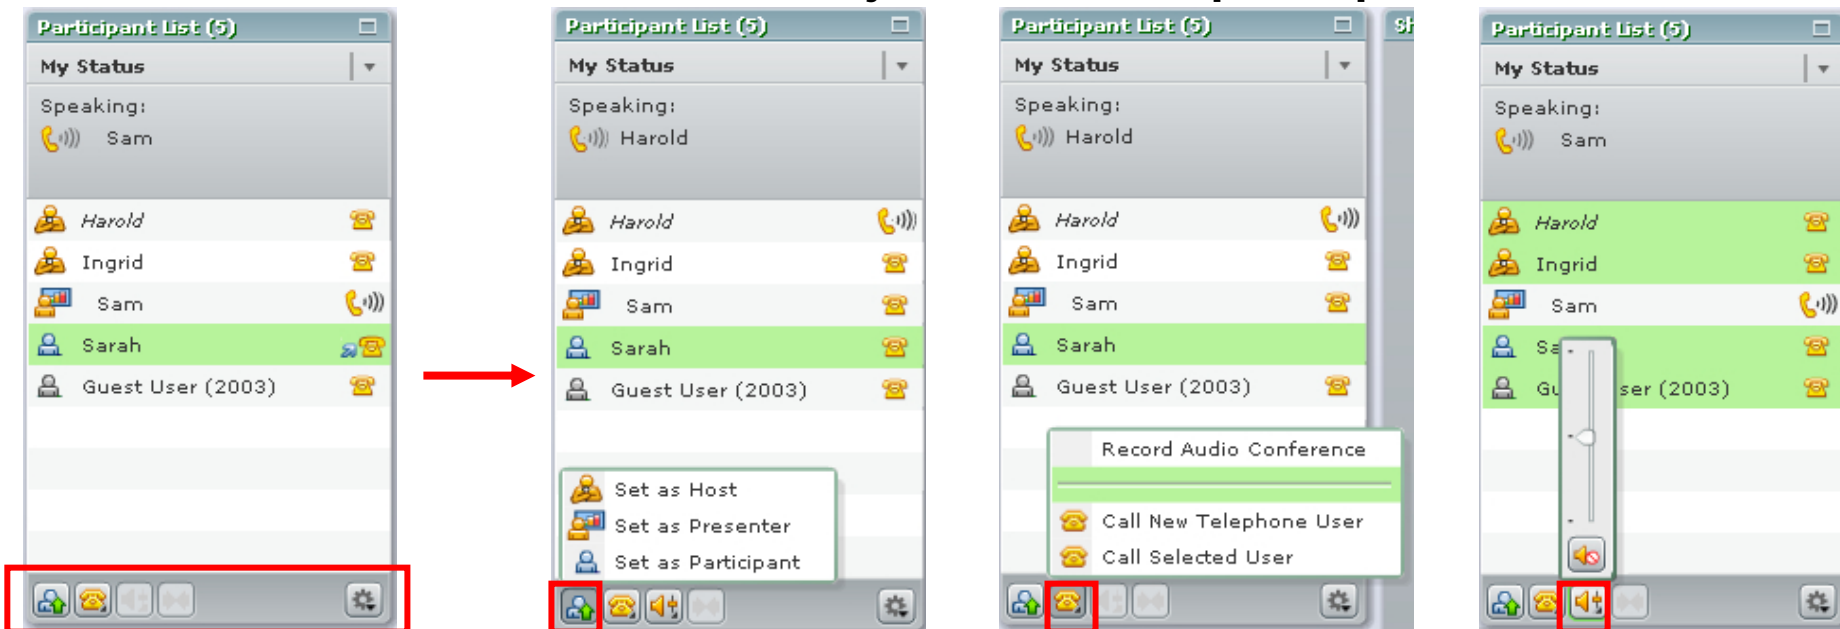 Participant List (5)
My Status
Speaking:
Sam
Harold
Ingrid
Sam
Sarah
Guest User (2003)
Participant List (5)
My Status
Speaking:
Harold
Harold
Ingrid
Sam
Sarah
Guest User (2003)
Set as Host
Set as Presenter
Set as Participant
Participant List (5)
My Status
Speaking:
Harold
Harold
Ingrid
Sam
Sarah
Guest User (2003)
Record Audio Conference
Call New Telephone User
Call Selected User
Sh
Participant List (5)
My Status
Speaking:
Sam
Harold
Ingrid
Sam
Sa
Gu ser (2003)